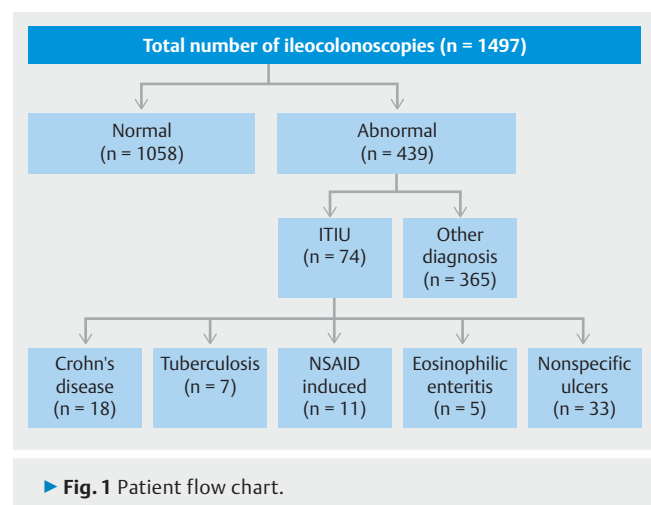 Total number of ileocolonoscopies (n = 1497)
Normal
(n = 1058)
Abnormal
(n = 439)
ITIU
(n = 74)
Other
diagnosis
(n = 365)
Crohn's
disease
(n = 18)
Tuberculosis
(n = 7)
NSAID
induced
(n = 11)
Eosinophilic
enteritis
(n = 5)
Nonspecific
ulcers
(n = 33)
▶ Fig. 1 Patient flow chart.